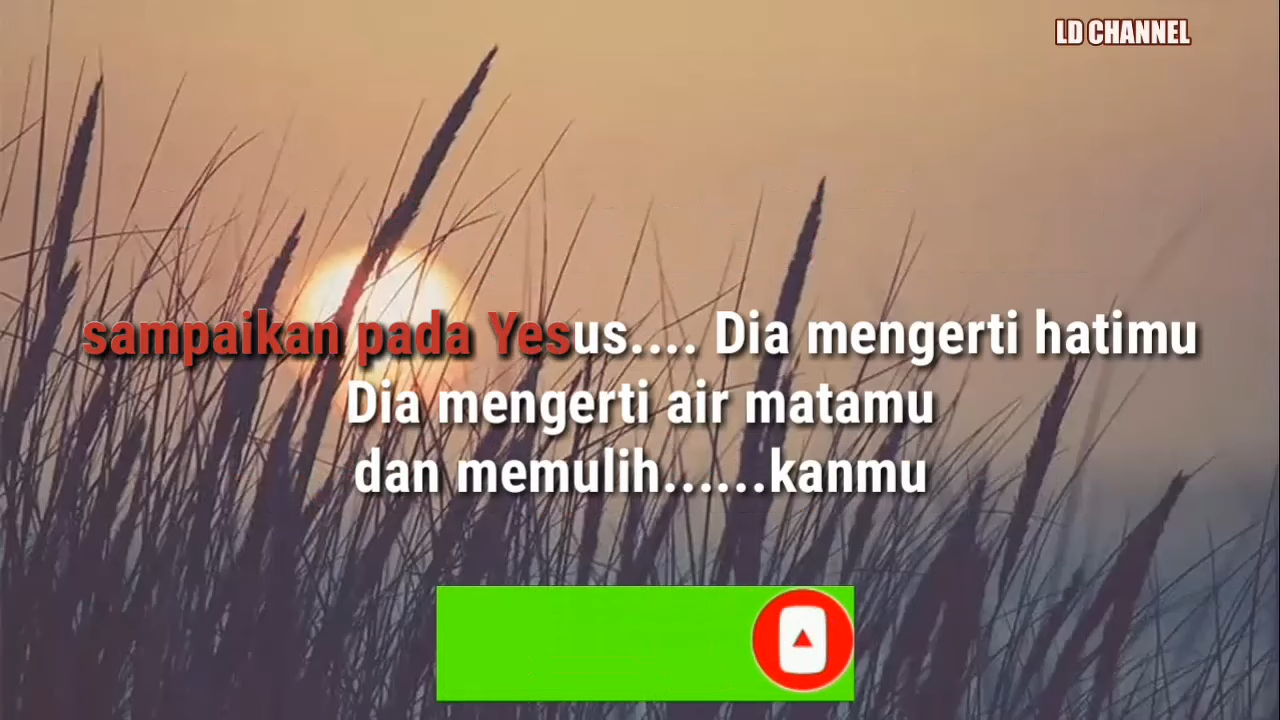 LD CHANNEL
sampaikan pada Yesus.... Dia mengerti hatimu
Dia mengerti air matamu
dan memulih......kanmu